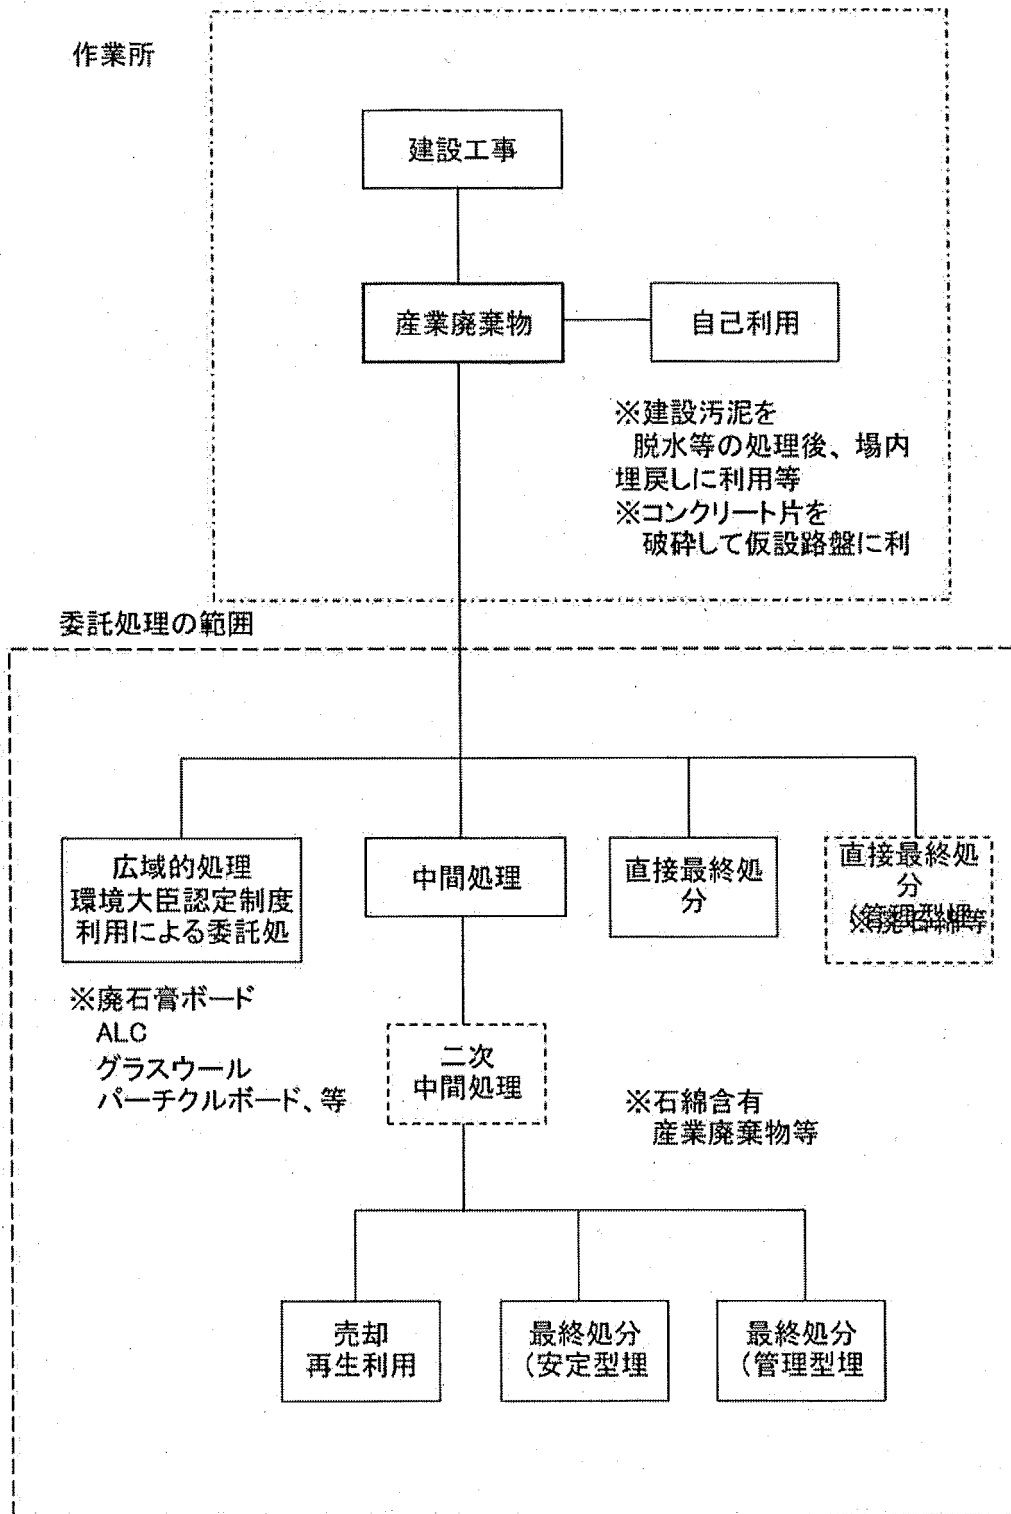 作業所
建設工事
産業廃棄物
自己利用
※建設汚泥を
脱水等の処理後、場内
埋戻しに利用等
※コンクリート片を
破砕して仮設路盤に利
委託処理の範囲
広域的処理
環境大臣認定制度
利用による委託処
中間処理
直接最終処
分
直接最終処
分
(管理型埋
※廃石綿等
※廃石膏ボード
ALC
グラスウール
パーチクルボード、等
二次
中間処理
※石綿含有
産業廃棄物等
売却
再生利用
最終処分
(安定型埋
最終処分
(管理型埋